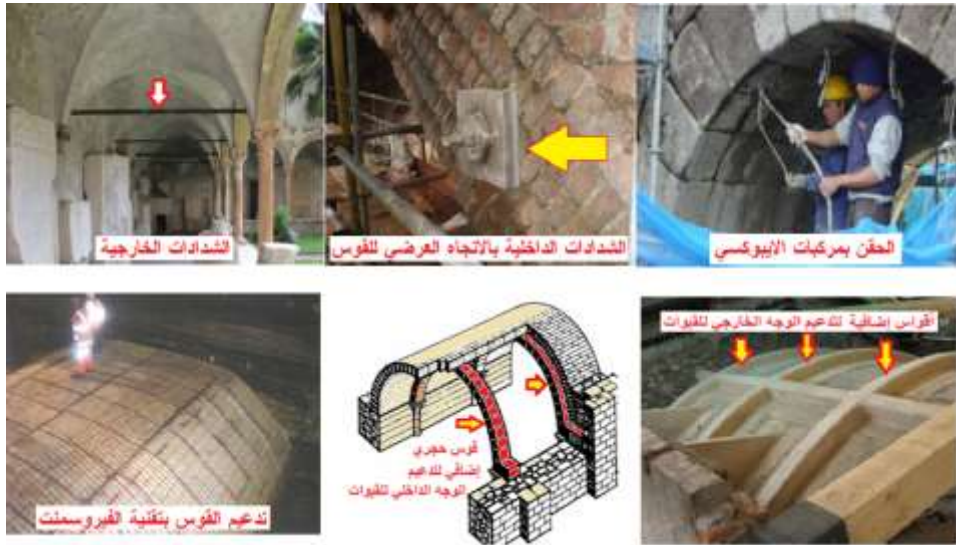 الشدادات الخارجية
الشدادات الداخلية بالاتجاه العرضي للقوس
الحقن بمركبات الايبوكسي
تدعيم القوس بتقنية الفيروسمنت
قوس حجري
إضافي لتدعيم
الوجه الداخلي للقبوات
أقواس إضافية لتدعيم الوجه الخارجي للقبوات